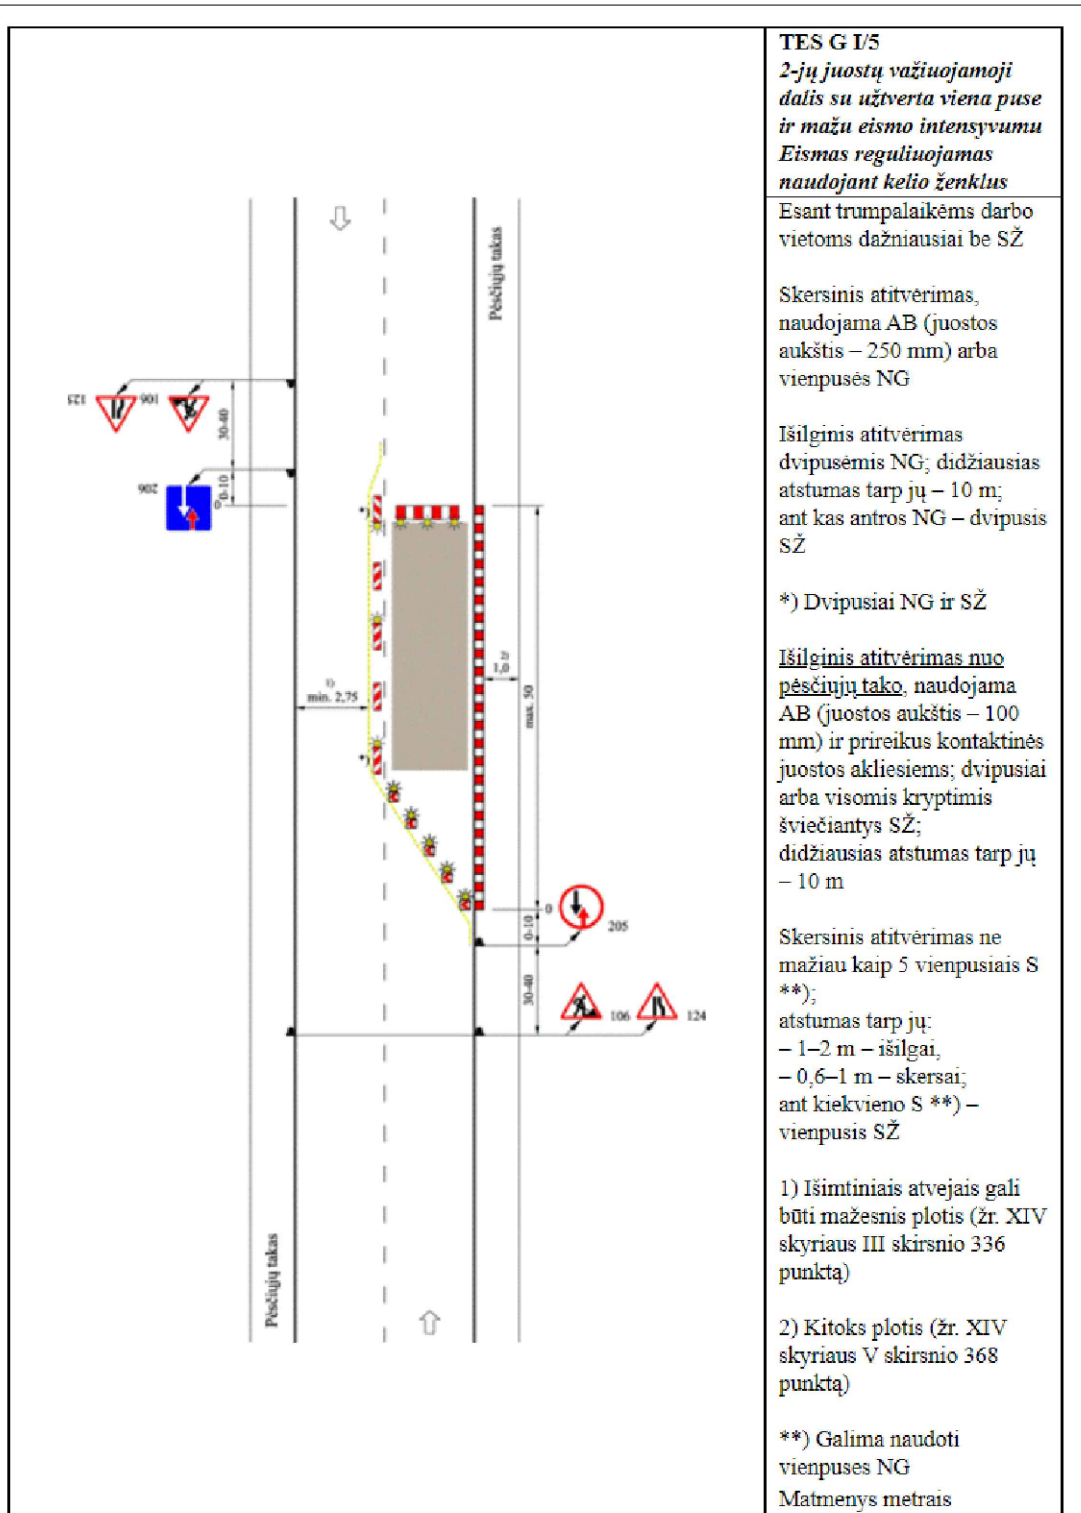 TES G I/5
2-jų juostų važiuojamoji
dalis su užtverta viena puse
ir mažu eismo intensyvumu
Eismas reguliuojamas
naudojant kelio ženklus
Esant trumpalaikėms darbo
vietoms dažniausiai be SŽ
Skersinis atitvėrimas,
naudojama AB (juostos
aukštis – 250 mm) arba
vienpusės NG
Išilginis atitvėrimas
dvipusėmis NG; didžiausias
atstumas tarp jų – 10 m;
ant kas antros NG – dvipusis
SŽ
*) Dvipusiai NG ir SŽ
Išilginis atitvėrimas nuo
pėsčiųjų tako, naudojama
AB (juostos aukštis – 100
mm) ir prireikus kontaktinės
juostos akliesiems; dvipusiai
arba visomis kryptimis
šviečiantys SŽ;
didžiausias atstumas tarp jų
– 10 m
Skersinis atitvėrimas ne
mažiau kaip 5 vienpusiais S
**);
atstumas tarp jų:
– 1–2 m – išilgai,
– 0,6–1 m – skersai;
ant kiekvieno S **) –
vienpusis SŽ
1) Išimtiniais atvejais gali
būti mažesnis plotis (žr. XIV
skyriaus III skirsnio 336
punktą)
2) Kitoks plotis (žr. XIV
skyriaus V skirsnio 368
punktą)
**) Galima naudoti
vienpuses NG
Matmenys metrais
Pėsčiųjų takas
125
106
30-40
206
0-10
0
*)
1)
min. 2,75
2)
1,0
max. 50
*)
0
0-10
205
30-40
106
124
Pėsčiųjų takas